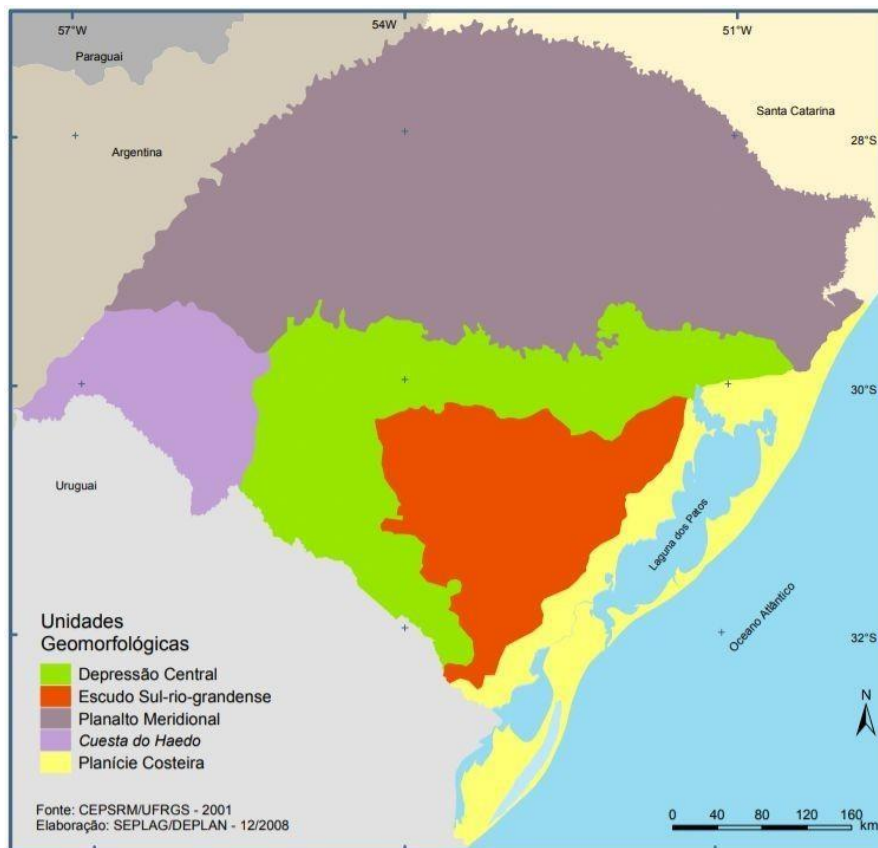 57°W
54°W
51°W
Paraguai
Santa Catarina
Argentina
28°S
30°S
Uruguai
Laguna dos Patos
Oceano Atlântico
32°S
Unidades
Geomorfológicas
Depressão Central
Escudo Sul-rio-grandense
Planalto Meridional
Cuesta do Haedo
Planície Costeira
N
Fonte: CEPSRM/UFRGS - 2001
Elaboração: SEPLAG/DEPLAN - 12/2008
0 40 80 120 160
km